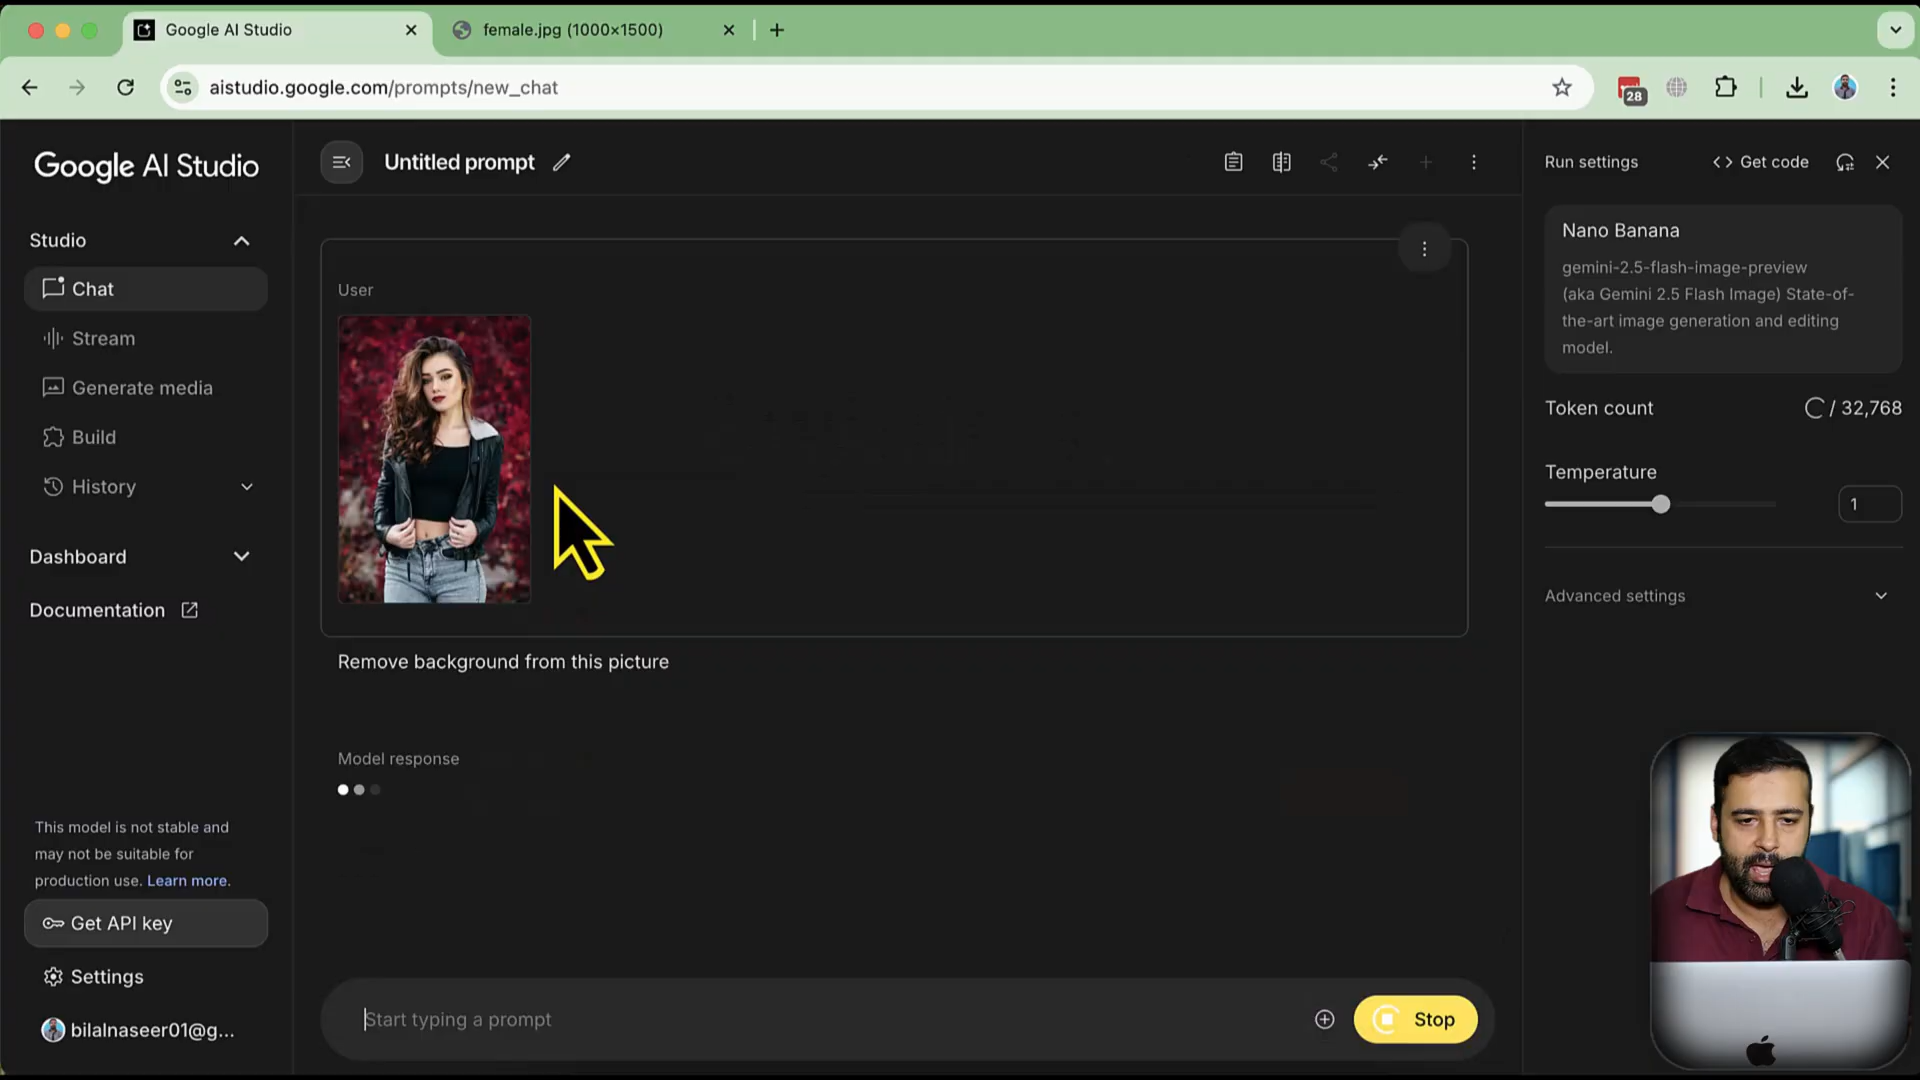 Google AI Studio
female.jpg (1000×1500)
aistudio.google.com/prompts/new_chat
28
Google AI Studio
Untitled prompt
Run settings
Get code
Studio
Chat
Stream
Generate media
Build
History
Dashboard
Documentation
User
Remove background from this picture
Model response
Nano Banana
gemini-2.5-flash-image-preview
(aka Gemini 2.5 Flash Image) State-of-
the-art image generation and editing
model.
Token count
/ 32,768
Temperature
1
Advanced settings
This model is not stable and
may not be suitable for
production use. Learn more.
Get API key
Settings
bilalnaseer01@g...
Start typing a prompt
Stop